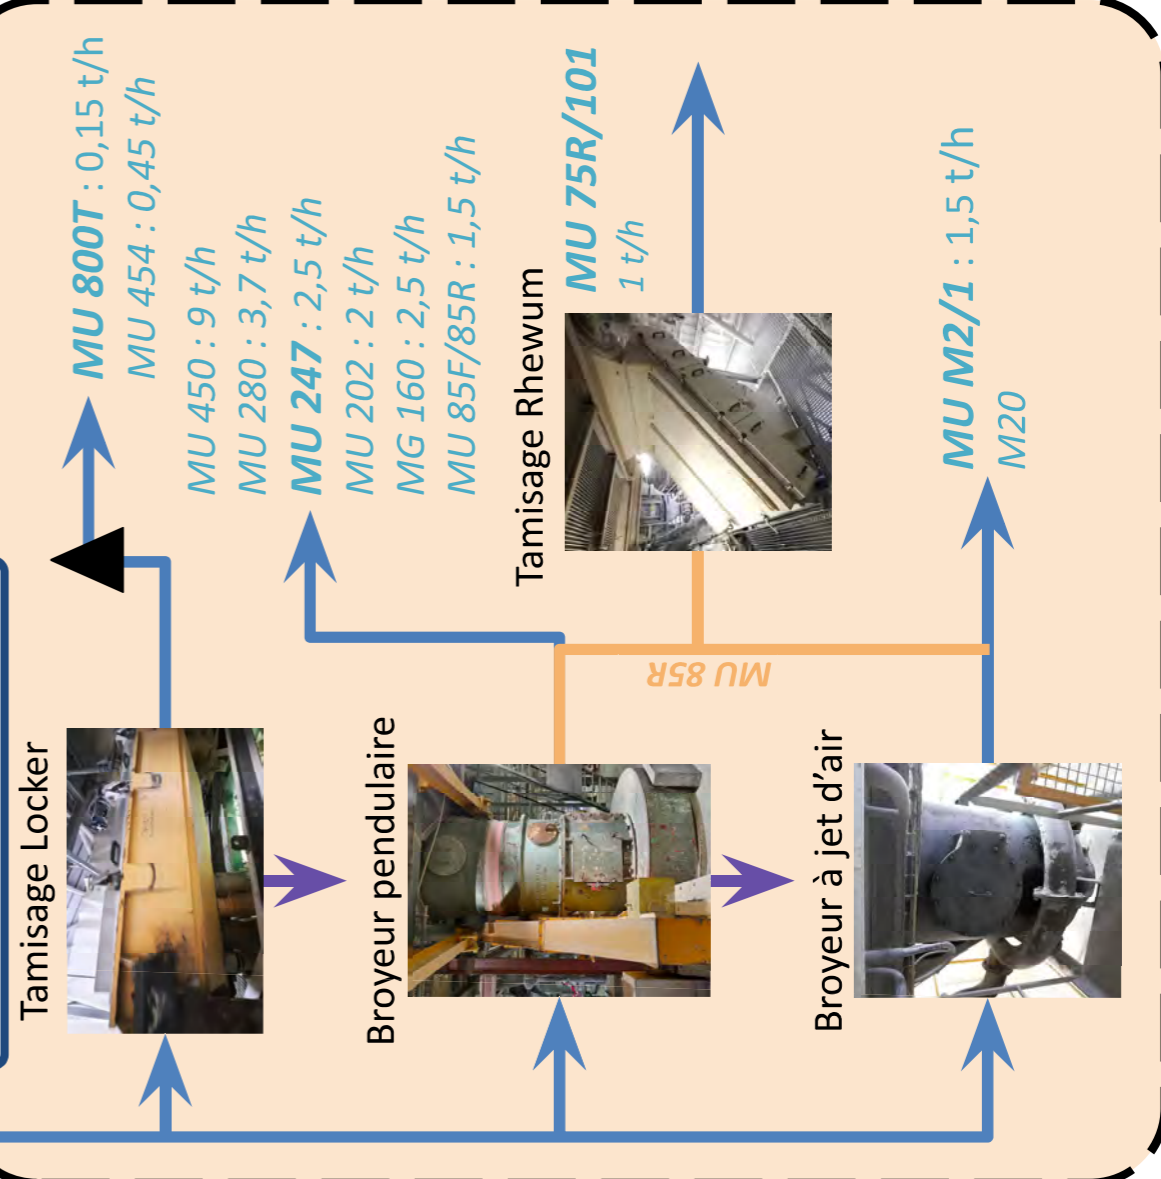 Tamisage Locker
MU 800T : 0,15 t/h
MU 454 : 0,45 t/h
Broyeur pendulaire
MU 450 : 9 t/h
MU 280 : 3,7 t/h
MU 247 : 2,5 t/h
MU 202 : 2 t/h
MG 160 : 2,5 t/h
MU 85F/85R : 1,5 t/h
MU 85R
Tamisage Rhewum
MU 75R/101
1 t/h
Broyeur à jet d’air
MU M2/1 : 1,5 t/h
M20